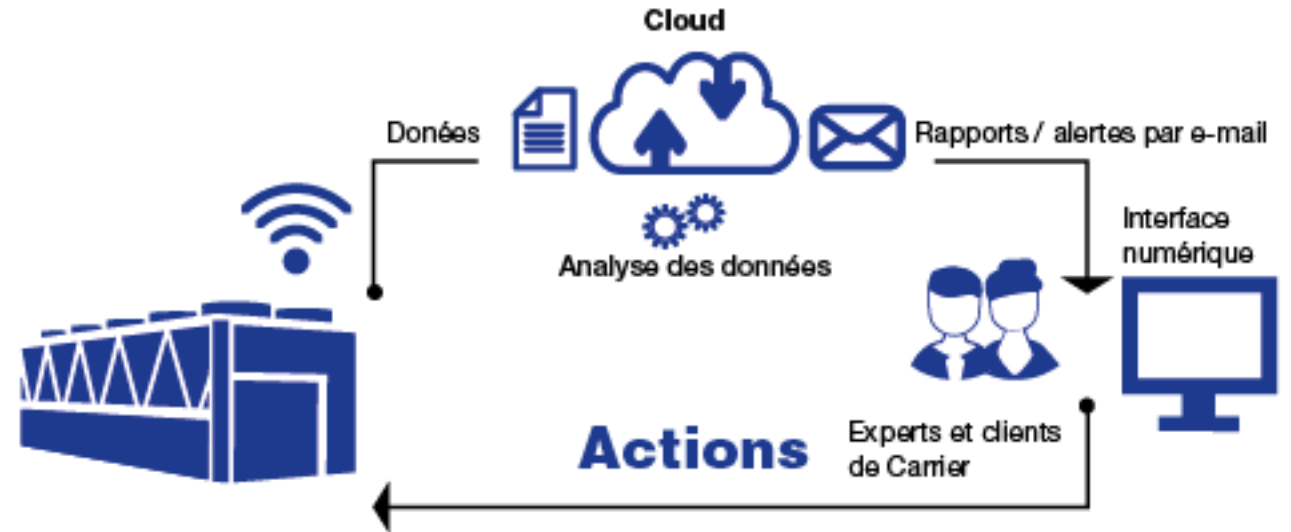 Cloud
Donées
Rapports / alertes par e-mail
Analyse des données
Interface
numérique
Actions
Experts et clients
de Carrier